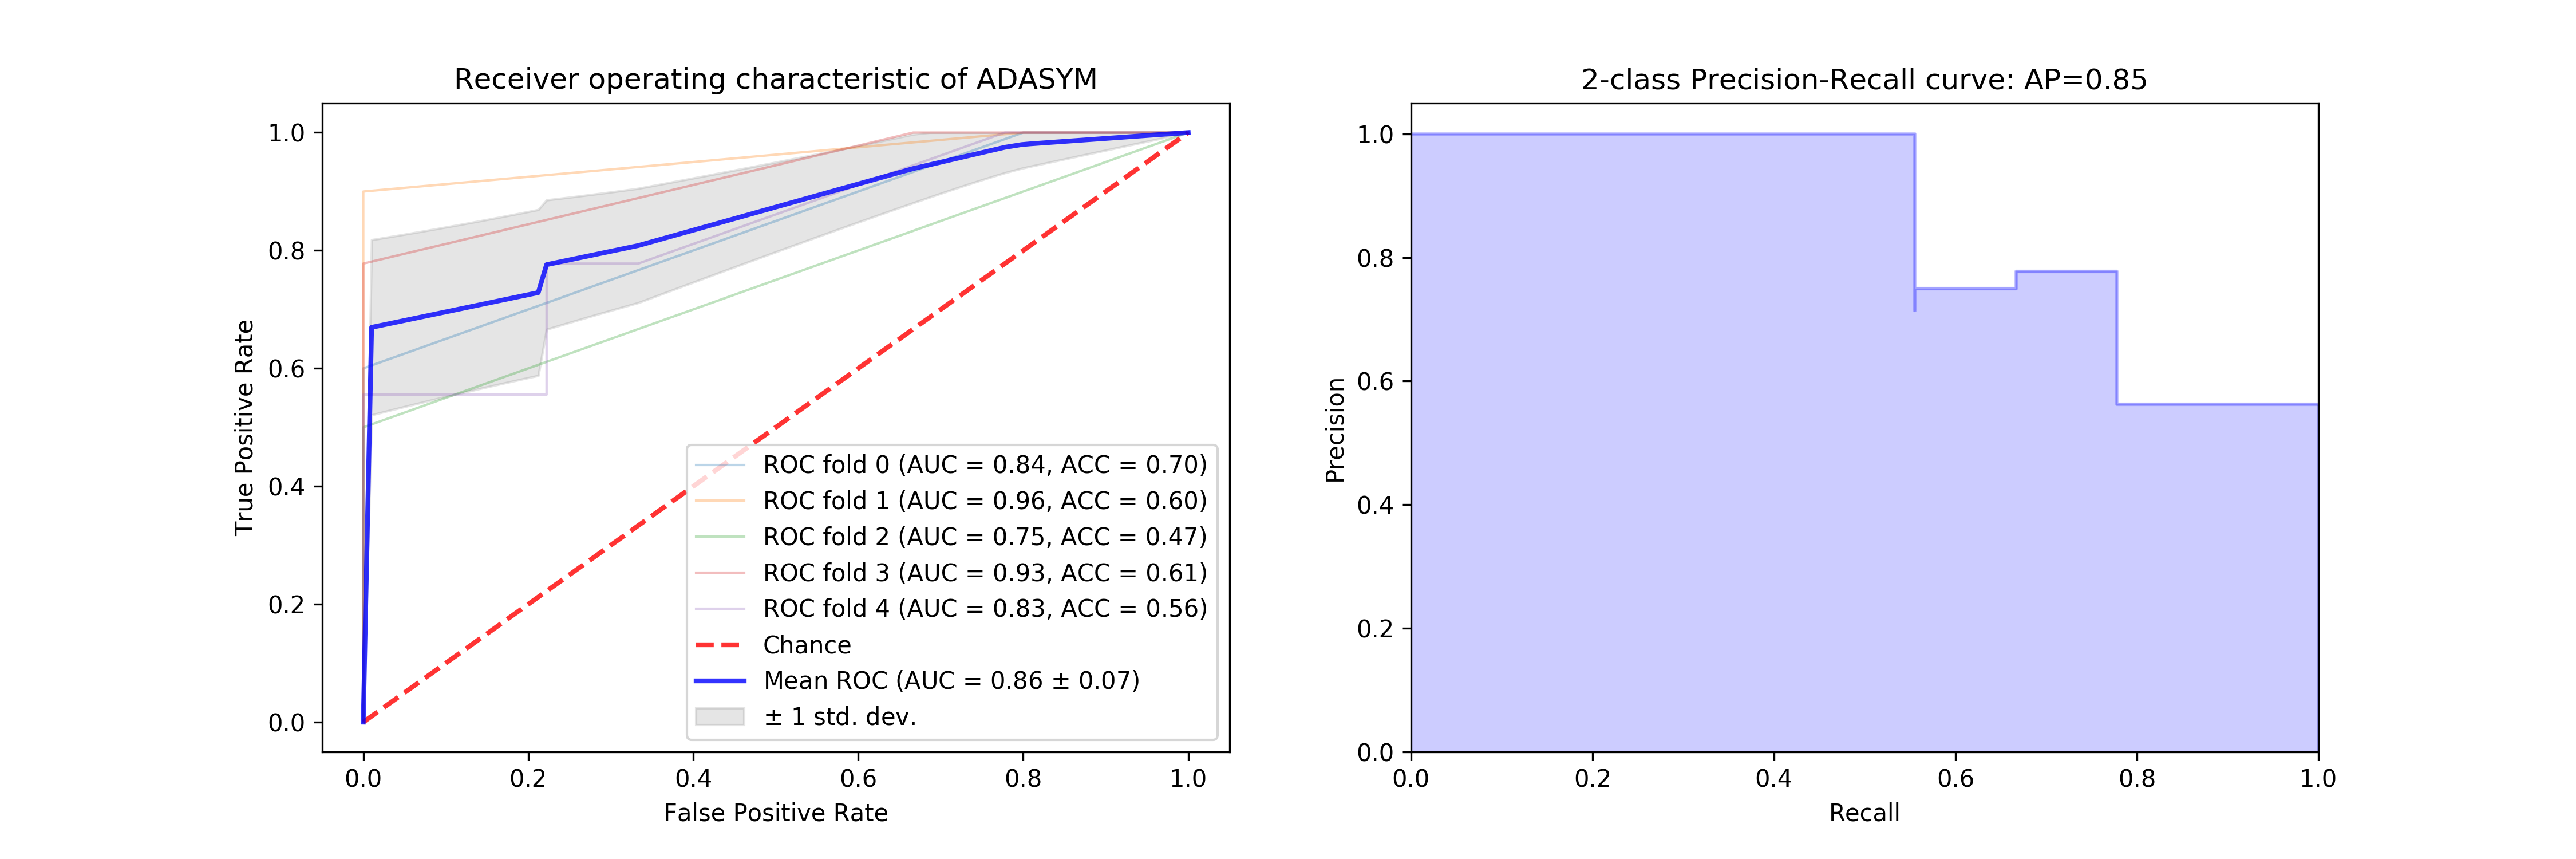 Receiver operating characteristic of ADASYM
True Positive Rate
1.0
0.8
0.6
0.4
0.2
0.0
ROC fold 0 (AUC = 0.84, ACC = 0.70)
ROC fold 1 (AUC = 0.96, ACC = 0.60)
ROC fold 2 (AUC = 0.75, ACC = 0.47)
ROC fold 3 (AUC = 0.93, ACC = 0.61)
ROC fold 4 (AUC = 0.83, ACC = 0.56)
Chance
Mean ROC (AUC = 0.86 ± 0.07)
± 1 std. dev.
0.0 0.2 0.4 0.6 0.8 1.0
False Positive Rate
2-class Precision-Recall curve: AP=0.85
Precision
1.0
0.8
0.6
0.4
0.2
0.0
0.0 0.2 0.4 0.6 0.8 1.0
Recall